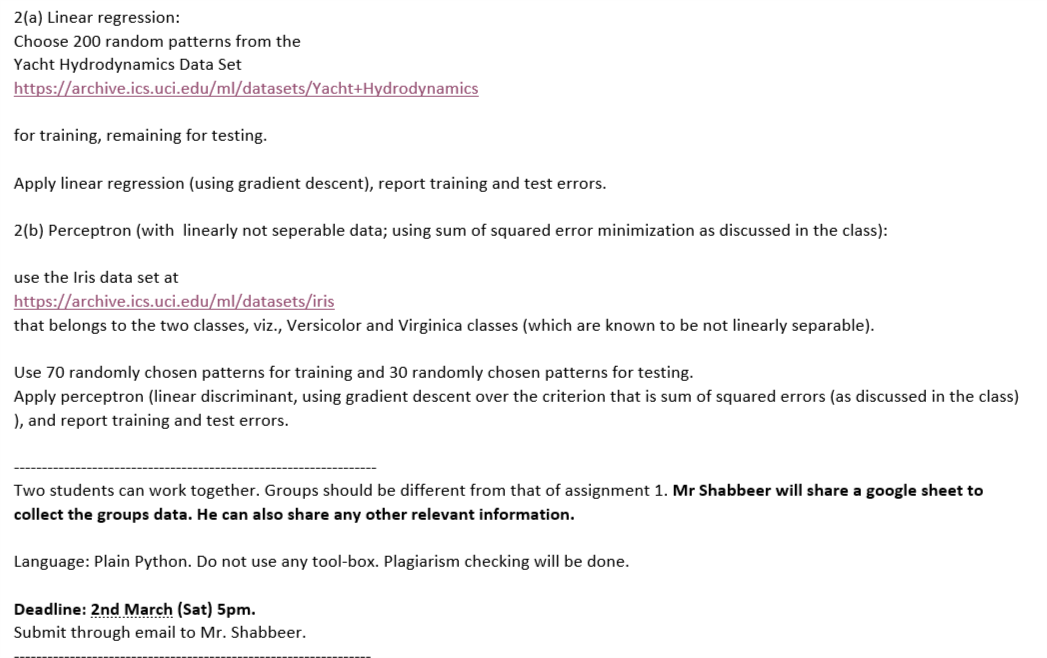 2(a) Linear regression:
Choose 200 random patterns from the
Yacht Hydrodynamics Data Set
https://archive.ics.uci.edu/ml/datasets/Yacht+Hydrodynamics
for training, remaining for testing.
Apply linear regression (using gradient descent), report training and test errors.
2(b) Perceptron (with  linearly not seperable data; using sum of squared error minimization as discussed in the class):
use the Iris data set at
https://archive.ics.uci.edu/ml/datasets/iris
that belongs to the two classes, viz., Versicolor and Virginica classes (which are known to be not linearly separable).
Use 70 randomly chosen patterns for training and 30 randomly chosen patterns for testing.
Apply perceptron (linear discriminant, using gradient descent over the criterion that is sum of squared errors (as discussed in the class)
), and report training and test errors.
------------------------------------------------------------------
Two students can work together. Groups should be different from that of assignment 1. Mr Shabbeer will share a google sheet to
collect the groups data. He can also share any other relevant information.
Language: Plain Python. Do not use any tool-box. Plagiarism checking will be done.
Deadline: 2nd March (Sat) 5pm.
Submit through email to Mr. Shabbeer.
-----------------------------------------------------------------